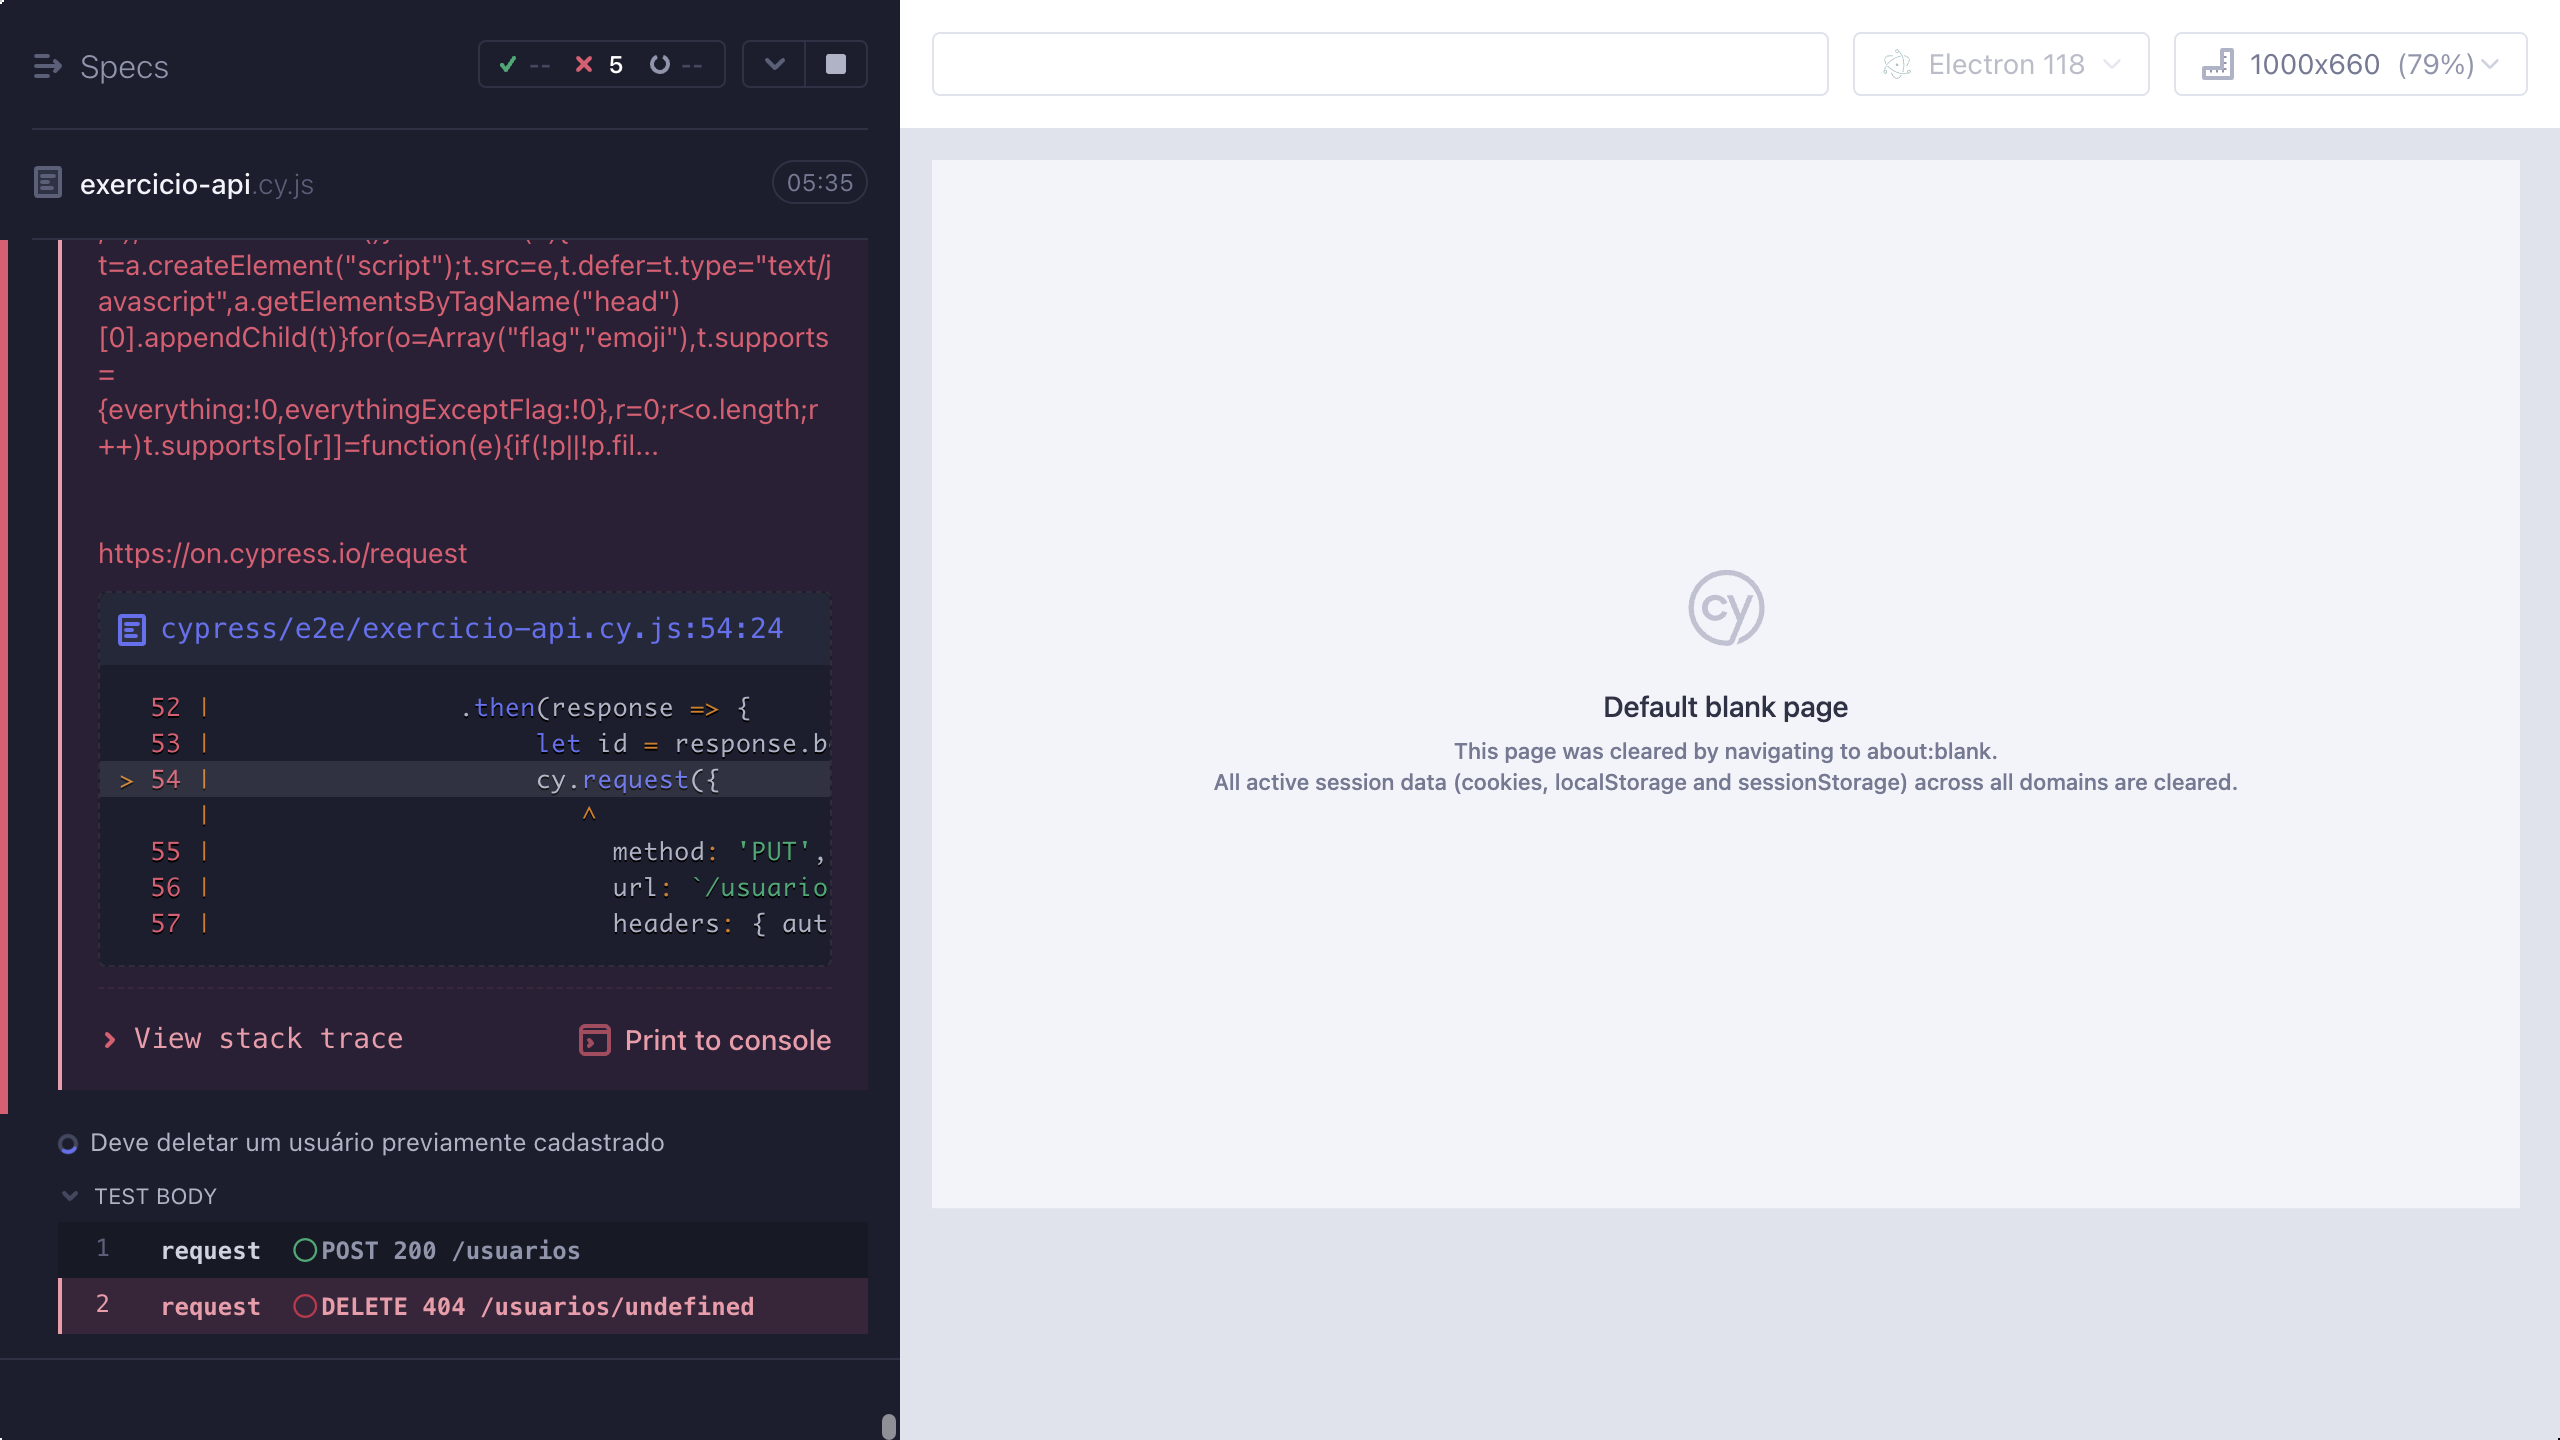 Specs
-- 5 --
exercicio-api.cy.js
05:35
t=a.createElement("script");t.src=e,t.defer=t.type="text/j
avascript",a.getElementsByTagName("head")
[0].appendChild(t)}for(o=Array("flag","emoji"),t.supports
=
{everything:!0,everythingExceptFlag:!0},r=0;r<o.length;r
++)t.supports[o[r]]=function(e){if(!p||!p.fil...
https://on.cypress.io/request
cypress/e2e/exercicio-api.cy.js:54:24
52 | .then(response => {
53 | let id = response.b
> 54 | cy.request({
| ^
55 | method: 'PUT',
56 | url: `/usuario
57 | headers: { aut
View stack trace
Print to console
Deve deletar um usuário previamente cadastrado
TEST BODY
1 request POST 200 /usuarios
2 request DELETE 404 /usuarios/undefined
Electron 118
1000x660 (79%)
cy
Default blank page
This page was cleared by navigating to about:blank.
All active session data (cookies, localStorage and sessionStorage) across all domains are cleared.